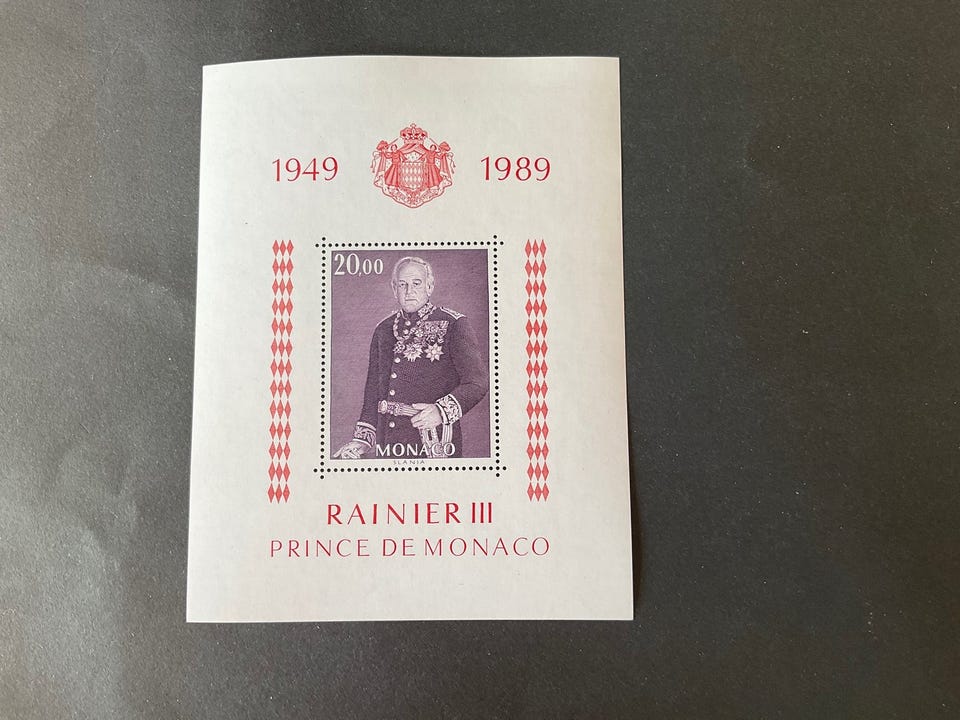 1949 1989
20,00
MONACO
SLANIA
RAINIER III
PRINCE DE MONACO